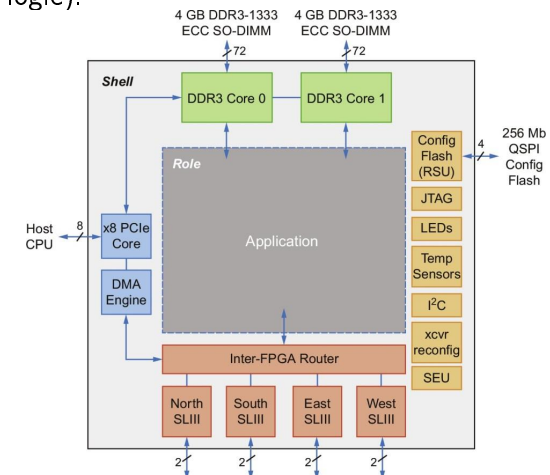 logic).
4 GB DDR3-1333
ECC SO-DIMM
4 GB DDR3-1333
ECC SO-DIMM
72
72
Shell
DDR3 Core 0
DDR3 Core 1
Role
Application
Config
Flash
(RSU)
4
256 Mb
QSPI
Config
Flash
JTAG
LEDs
Temp
Sensors
I²C
xcvr
reconfig
SEU
Host
CPU
8
x8 PCIe
Core
DMA
Engine
Inter-FPGA Router
North
SLIII
South
SLIII
East
SLIII
West
SLIII
2
2
2
2